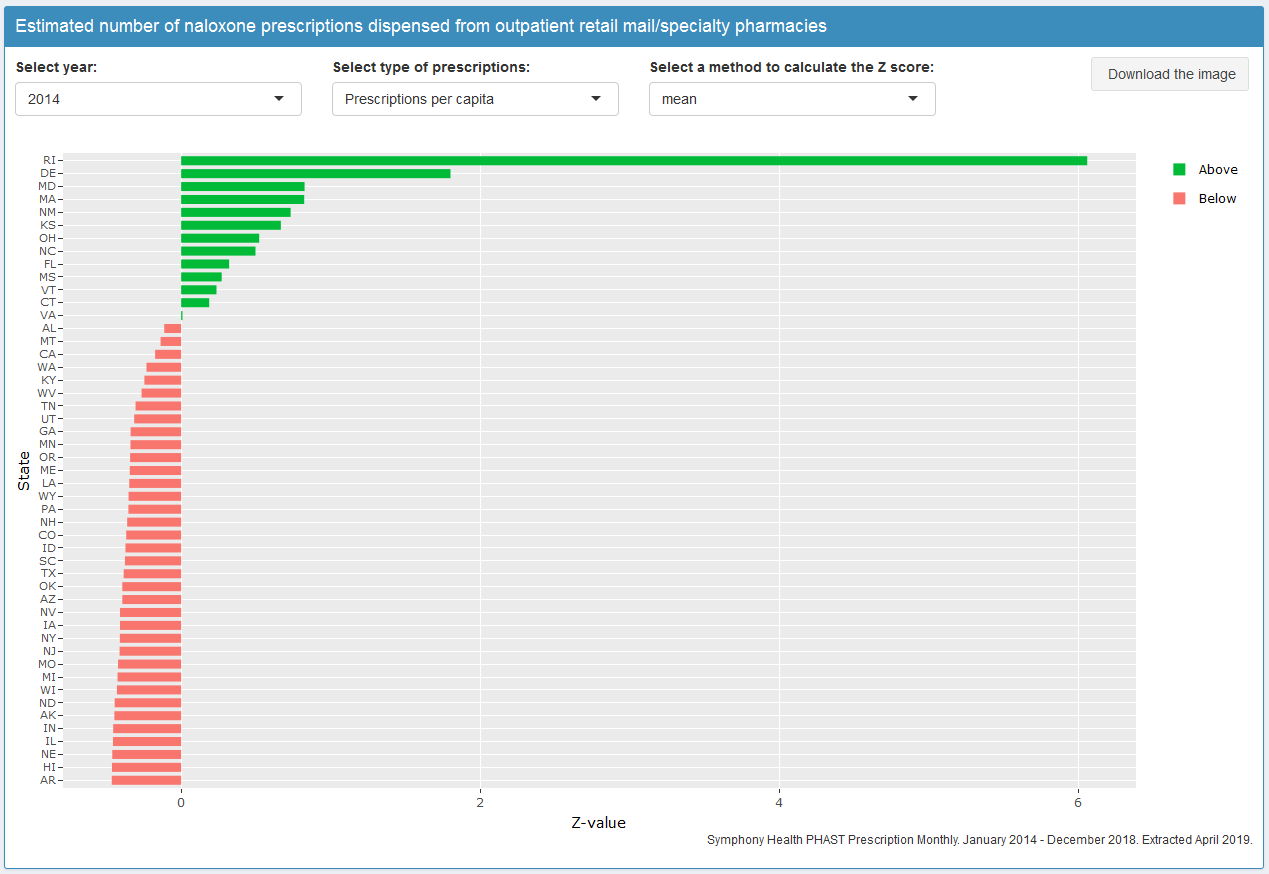 Estimated number of naloxone prescriptions dispensed from outpatient retail mail/specialty pharmacies
Select year:
Select type of prescriptions:
Select a method to calculate the Z score:
Download the image
2014
Prescriptions per capita
mean
RI
DE
MD
MA
NM
KS
OH
NC
FL
MS
VT
CT
VA
AL
MT
CA
WA
KY
WV
TN
UT
GA
MN
OR
ME
LA
WY
PA
NH
CO
ID
SC
TX
OK
AZ
NV
IA
NY
NJ
MO
MI
WI
ND
AK
IN
IL
NE
HI
AR
State
0 2 4 6
Z-value
Above
Below
Symphony Health PHAST Prescription Monthly. January 2014 - December 2018. Extracted April 2019.